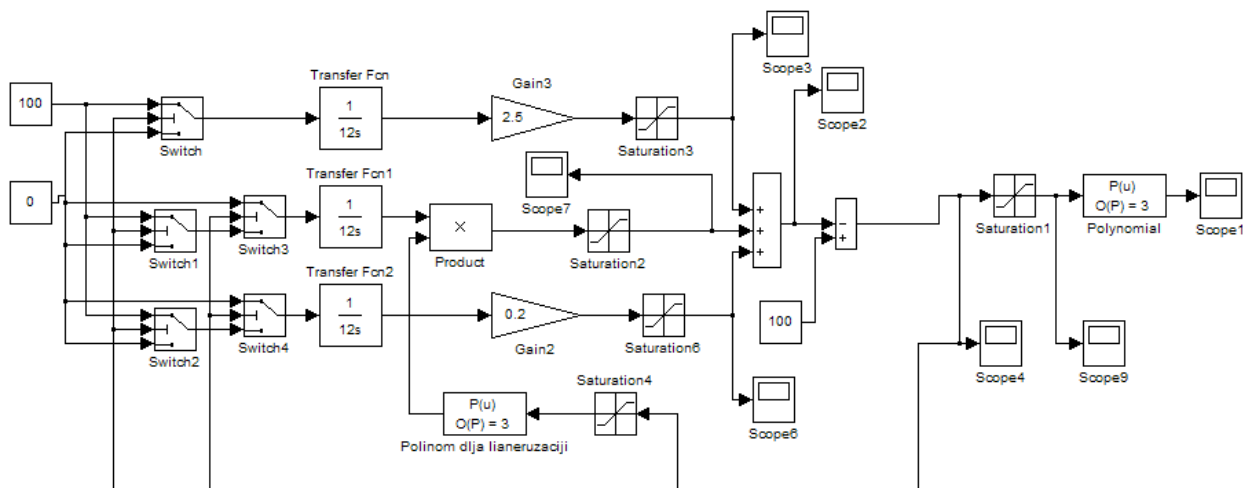 Scope3
Gain3
Transfer Fcn
100
1
12s
2.5
Scope2
Switch
Saturation3
Transfer Fcn1
0
1
12s
Scope7
+
+
+
−
+
P(u)
O(P) = 3
Scope1
Switch1
Switch3
×
Product
Saturation2
Saturation1
Polynomial
Transfer Fcn2
1
12s
0.2
100
Switch2
Switch4
Gain2
Saturation6
Scope4
Scope9
Saturation4
P(u)
O(P) = 3
Scope6
Polinom dlja lianeruzaciji